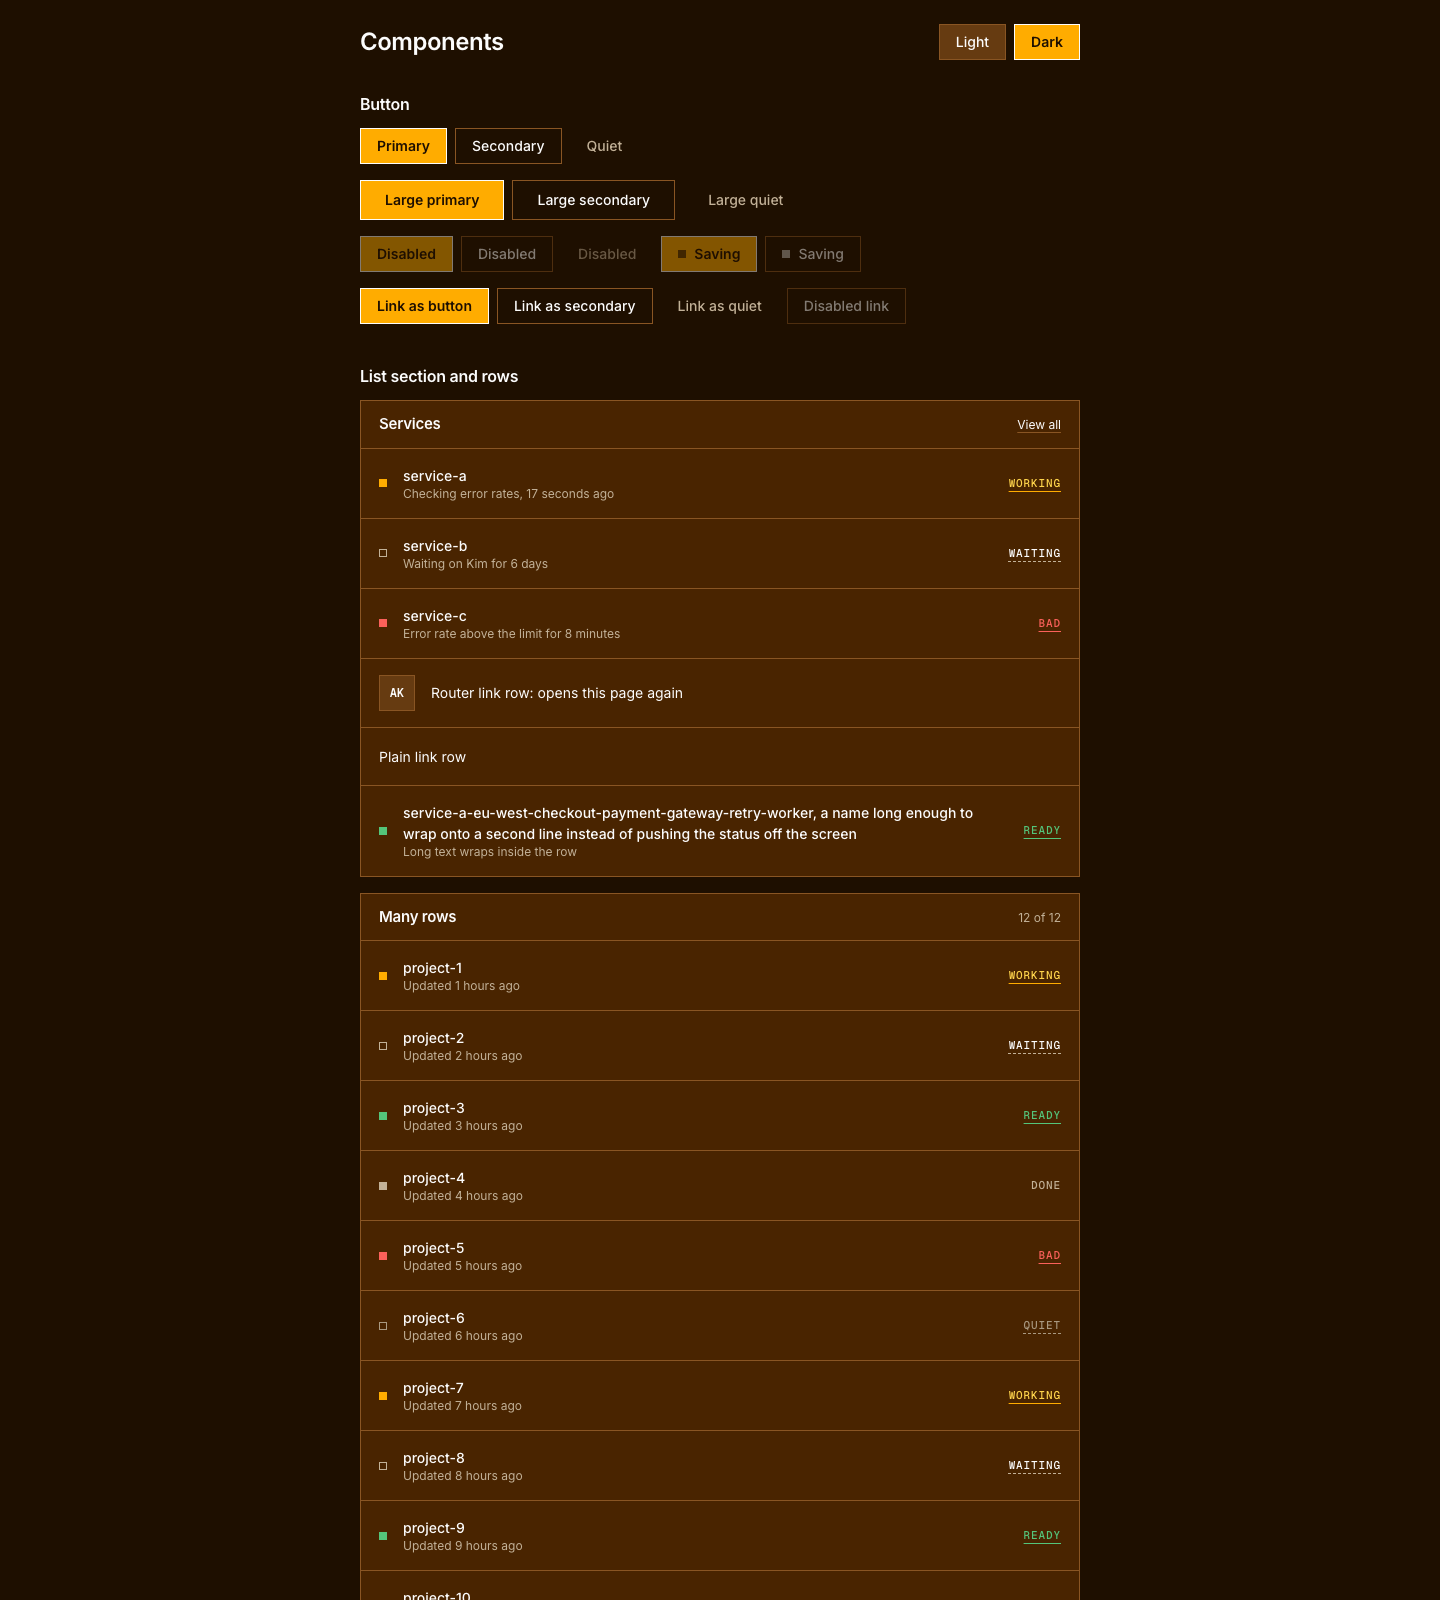 Components
Light
Dark
Button
Primary
Secondary
Quiet
Large primary
Large secondary
Large quiet
Disabled
Disabled
Disabled
Saving
Saving
Link as button
Link as secondary
Link as quiet
Disabled link
List section and rows
Services
View all
service-a
Checking error rates, 17 seconds ago
WORKING
service-b
Waiting on Kim for 6 days
WAITING
service-c
Error rate above the limit for 8 minutes
BAD
AK
Router link row: opens this page again
Plain link row
service-a-eu-west-checkout-payment-gateway-retry-worker, a name long enough to
wrap onto a second line instead of pushing the status off the screen
Long text wraps inside the row
READY
Many rows
12 of 12
project-1
Updated 1 hours ago
WORKING
project-2
Updated 2 hours ago
WAITING
project-3
Updated 3 hours ago
READY
project-4
Updated 4 hours ago
DONE
project-5
Updated 5 hours ago
BAD
project-6
Updated 6 hours ago
QUIET
project-7
Updated 7 hours ago
WORKING
project-8
Updated 8 hours ago
WAITING
project-9
Updated 9 hours ago
READY
project-10